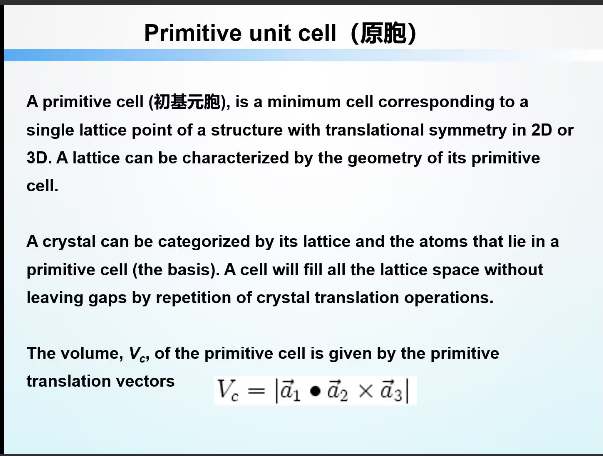 Primitive unit cell（原胞）
A primitive cell (初基元胞), is a minimum cell corresponding to a
single lattice point of a structure with translational symmetry in 2D or
3D. A lattice can be characterized by the geometry of its primitive
cell.
A crystal can be categorized by its lattice and the atoms that lie in a
primitive cell (the basis). A cell will fill all the lattice space without
leaving gaps by repetition of crystal translation operations.
The volume, Vc, of the primitive cell is given by the primitive
translation vectors
V꜀ = |a⃗₁ • a⃗₂ × a⃗₃|